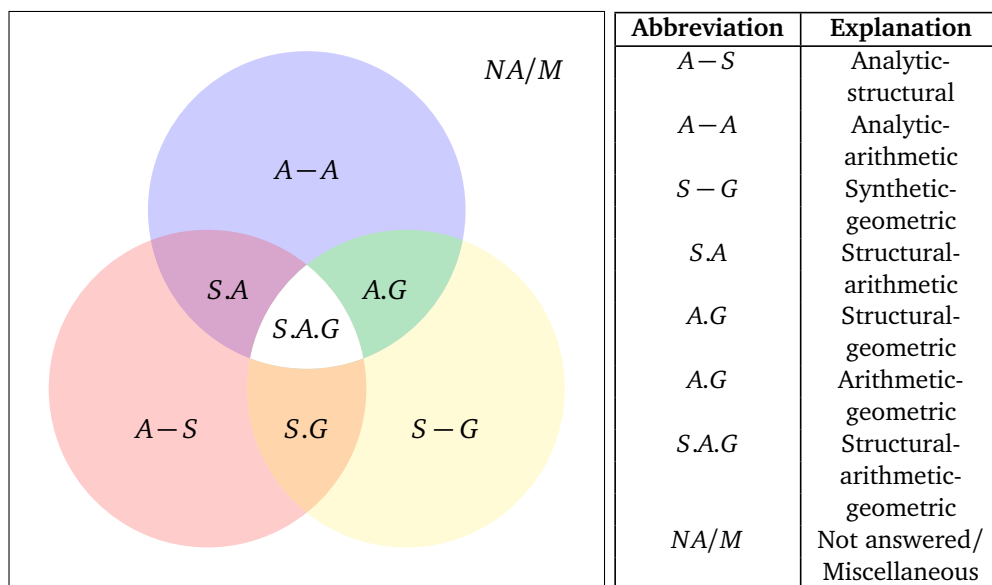 NA/M
A−A
S.A
A.G
S.A.G
A−S
S.G
S−G
Abbreviation Explanation
A−S Analytic-
structural
A−A Analytic-
arithmetic
S−G Synthetic-
geometric
S.A Structural-
arithmetic
A.G Structural-
geometric
A.G Arithmetic-
geometric
S.A.G Structural-
arithmetic-
geometric
NA/M Not answered/
Miscellaneous